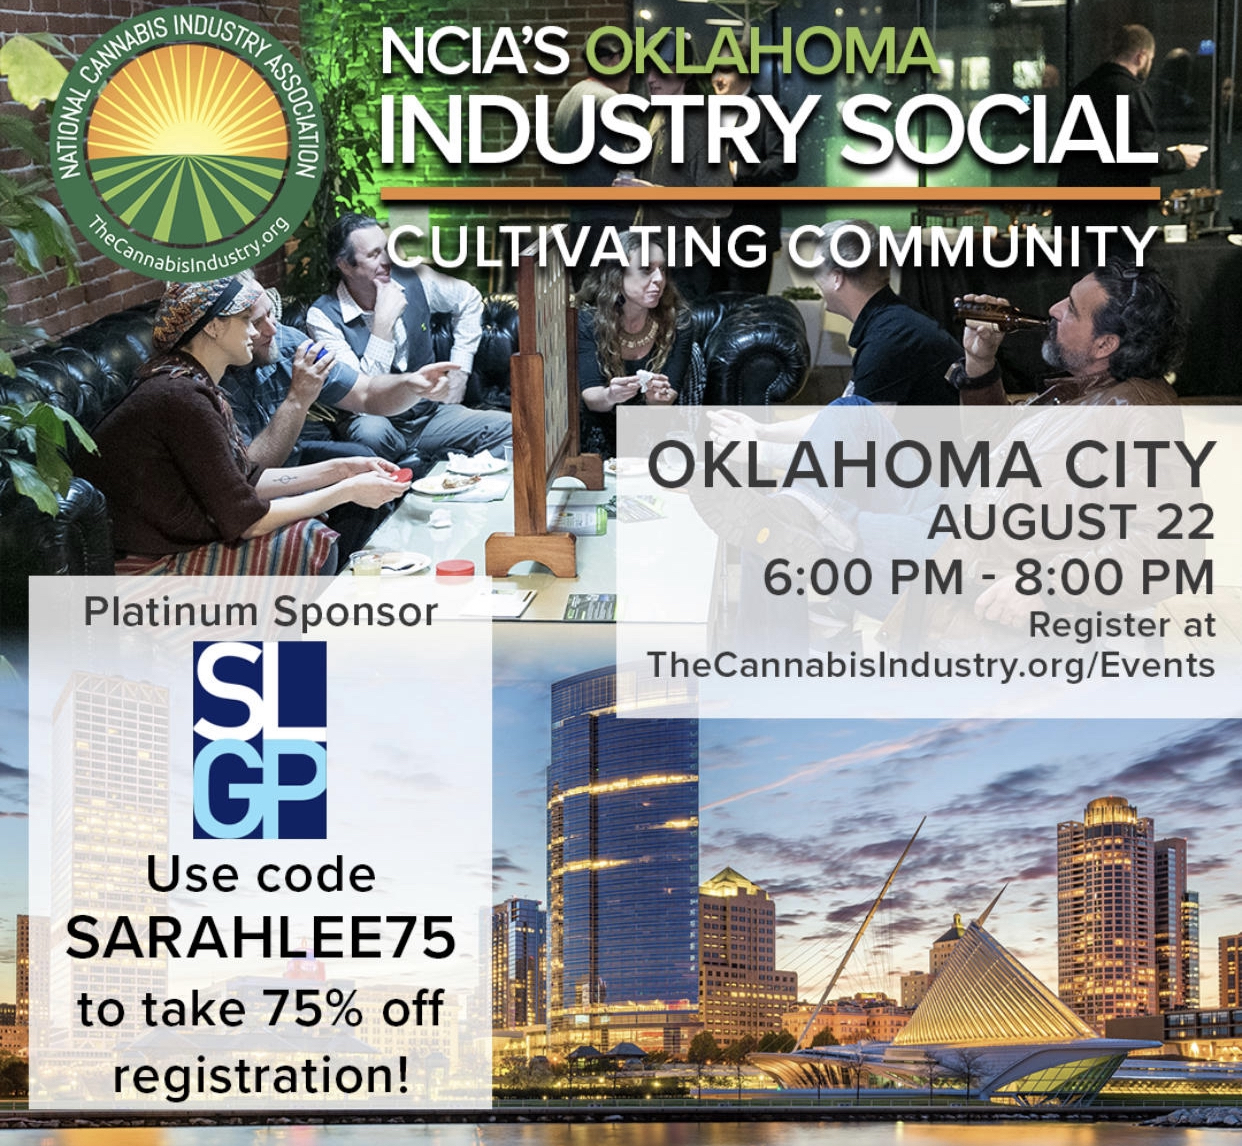 NATIONAL CANNABIS INDUSTRY ASSOCIATION
TheCannabisIndustry.org
NCIA'S OKLAHOMA
INDUSTRY SOCIAL
CULTIVATING COMMUNITY
OKLAHOMA CITY
AUGUST 22
6:00 PM - 8:00 PM
Register at
TheCannabisIndustry.org/Events
Platinum Sponsor
SL
GP
Use code
SARAHLEE75
to take 75% off
registration!